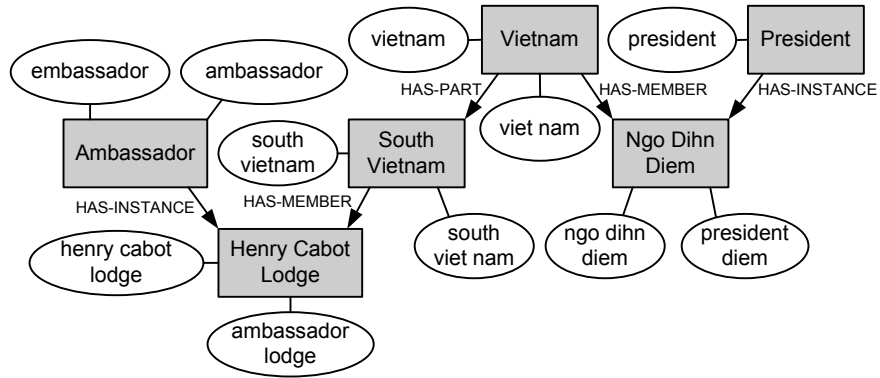 vietnam
Vietnam
president
President
embassador
ambassador
HAS-PART
HAS-MEMBER
HAS-INSTANCE
viet nam
Ambassador
south
vietnam
South
Vietnam
Ngo Dihn
Diem
HAS-INSTANCE
HAS-MEMBER
henry cabot
lodge
Henry Cabot
Lodge
south
viet nam
ngo dihn
diem
president
diem
ambassador
lodge